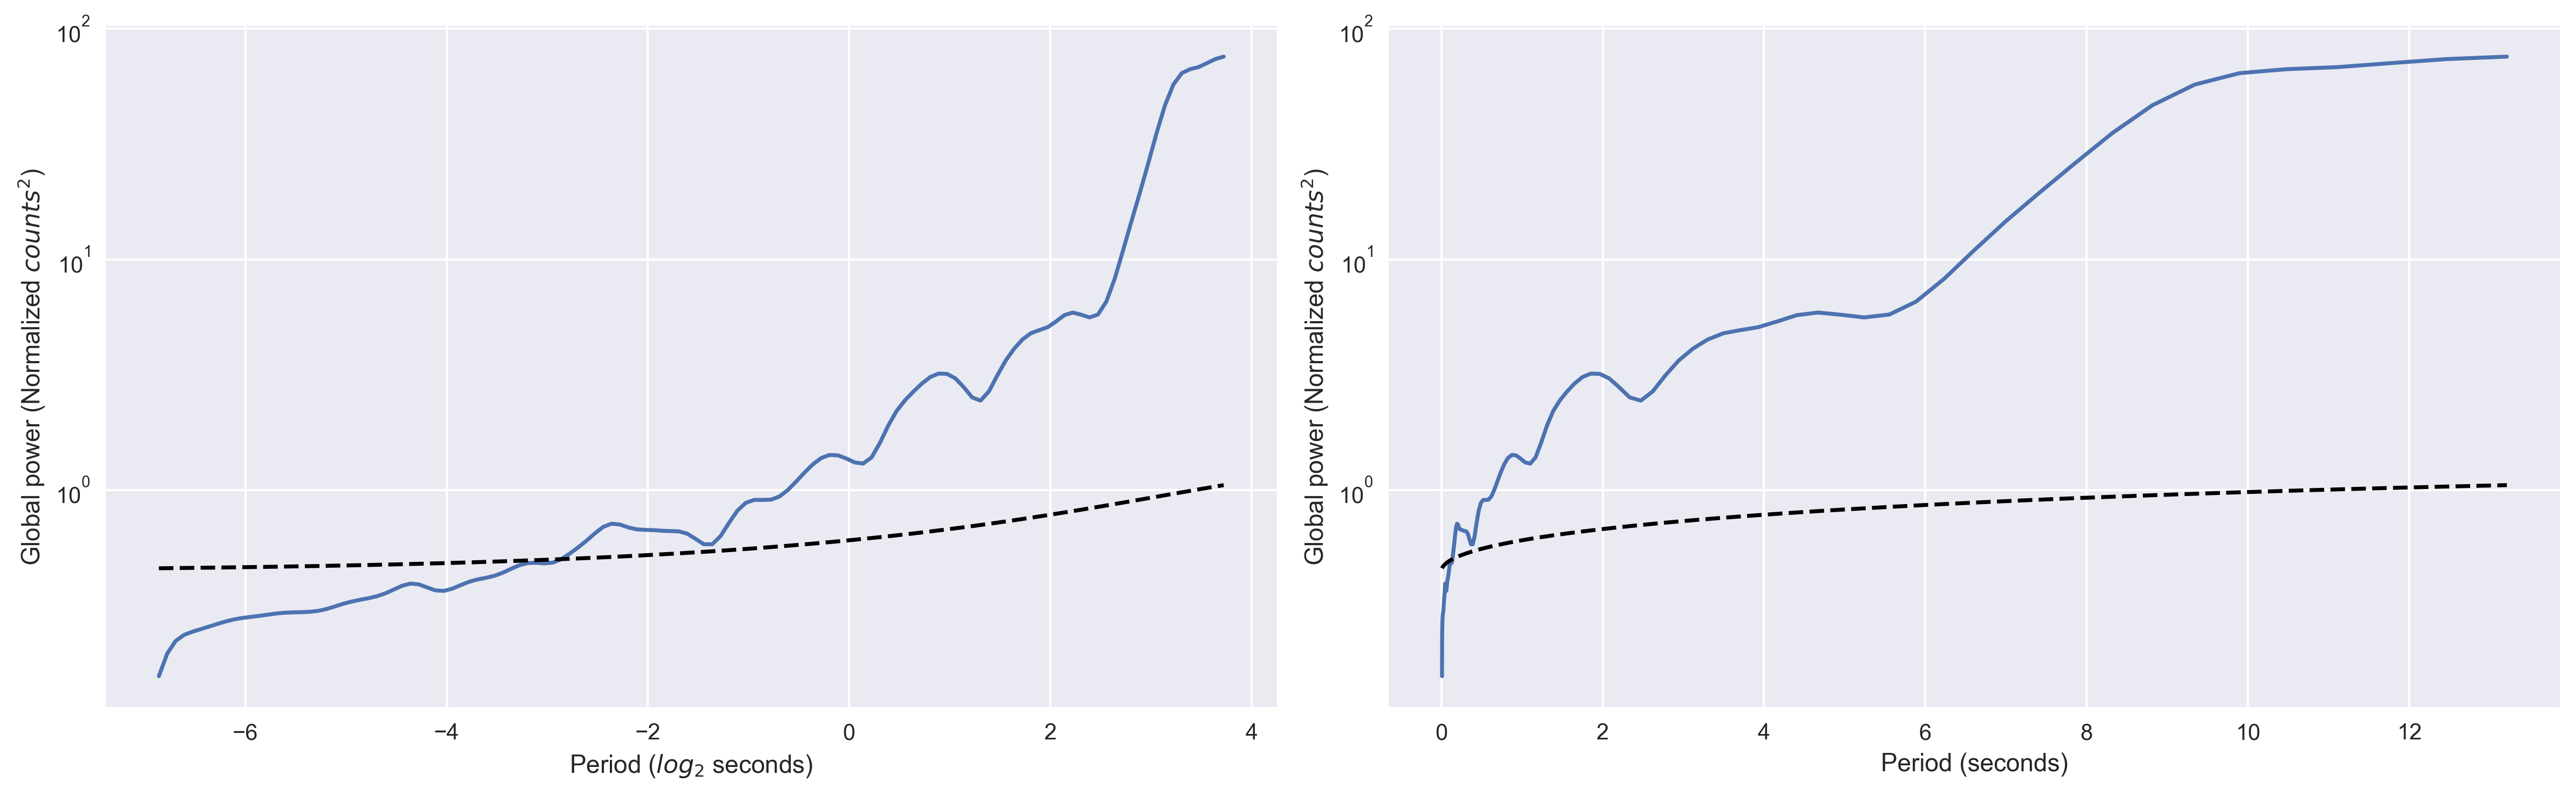 Global power (Normalized counts²)
10²
10¹
10⁰
−6 −4 −2 0 2 4
Period (log₂ seconds)
Global power (Normalized counts²)
10²
10¹
10⁰
0 2 4 6 8 10 12
Period (seconds)